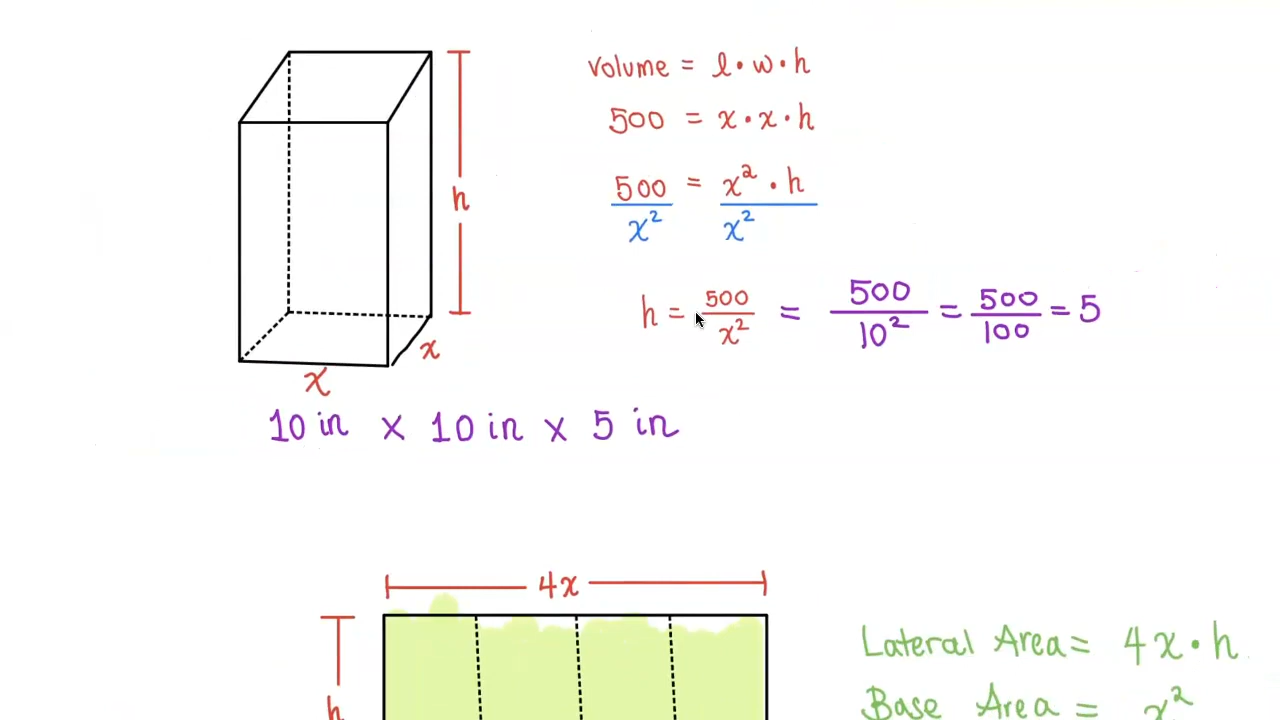 volume = l • w • h
500 = x • x • h
500/x² = x² • h/x²
h
h = 500/x² = 500/10² = 500/100 = 5
x
x
10 in x 10 in x 5 in
4x
Lateral Area = 4x • h
h
Base Area = x²